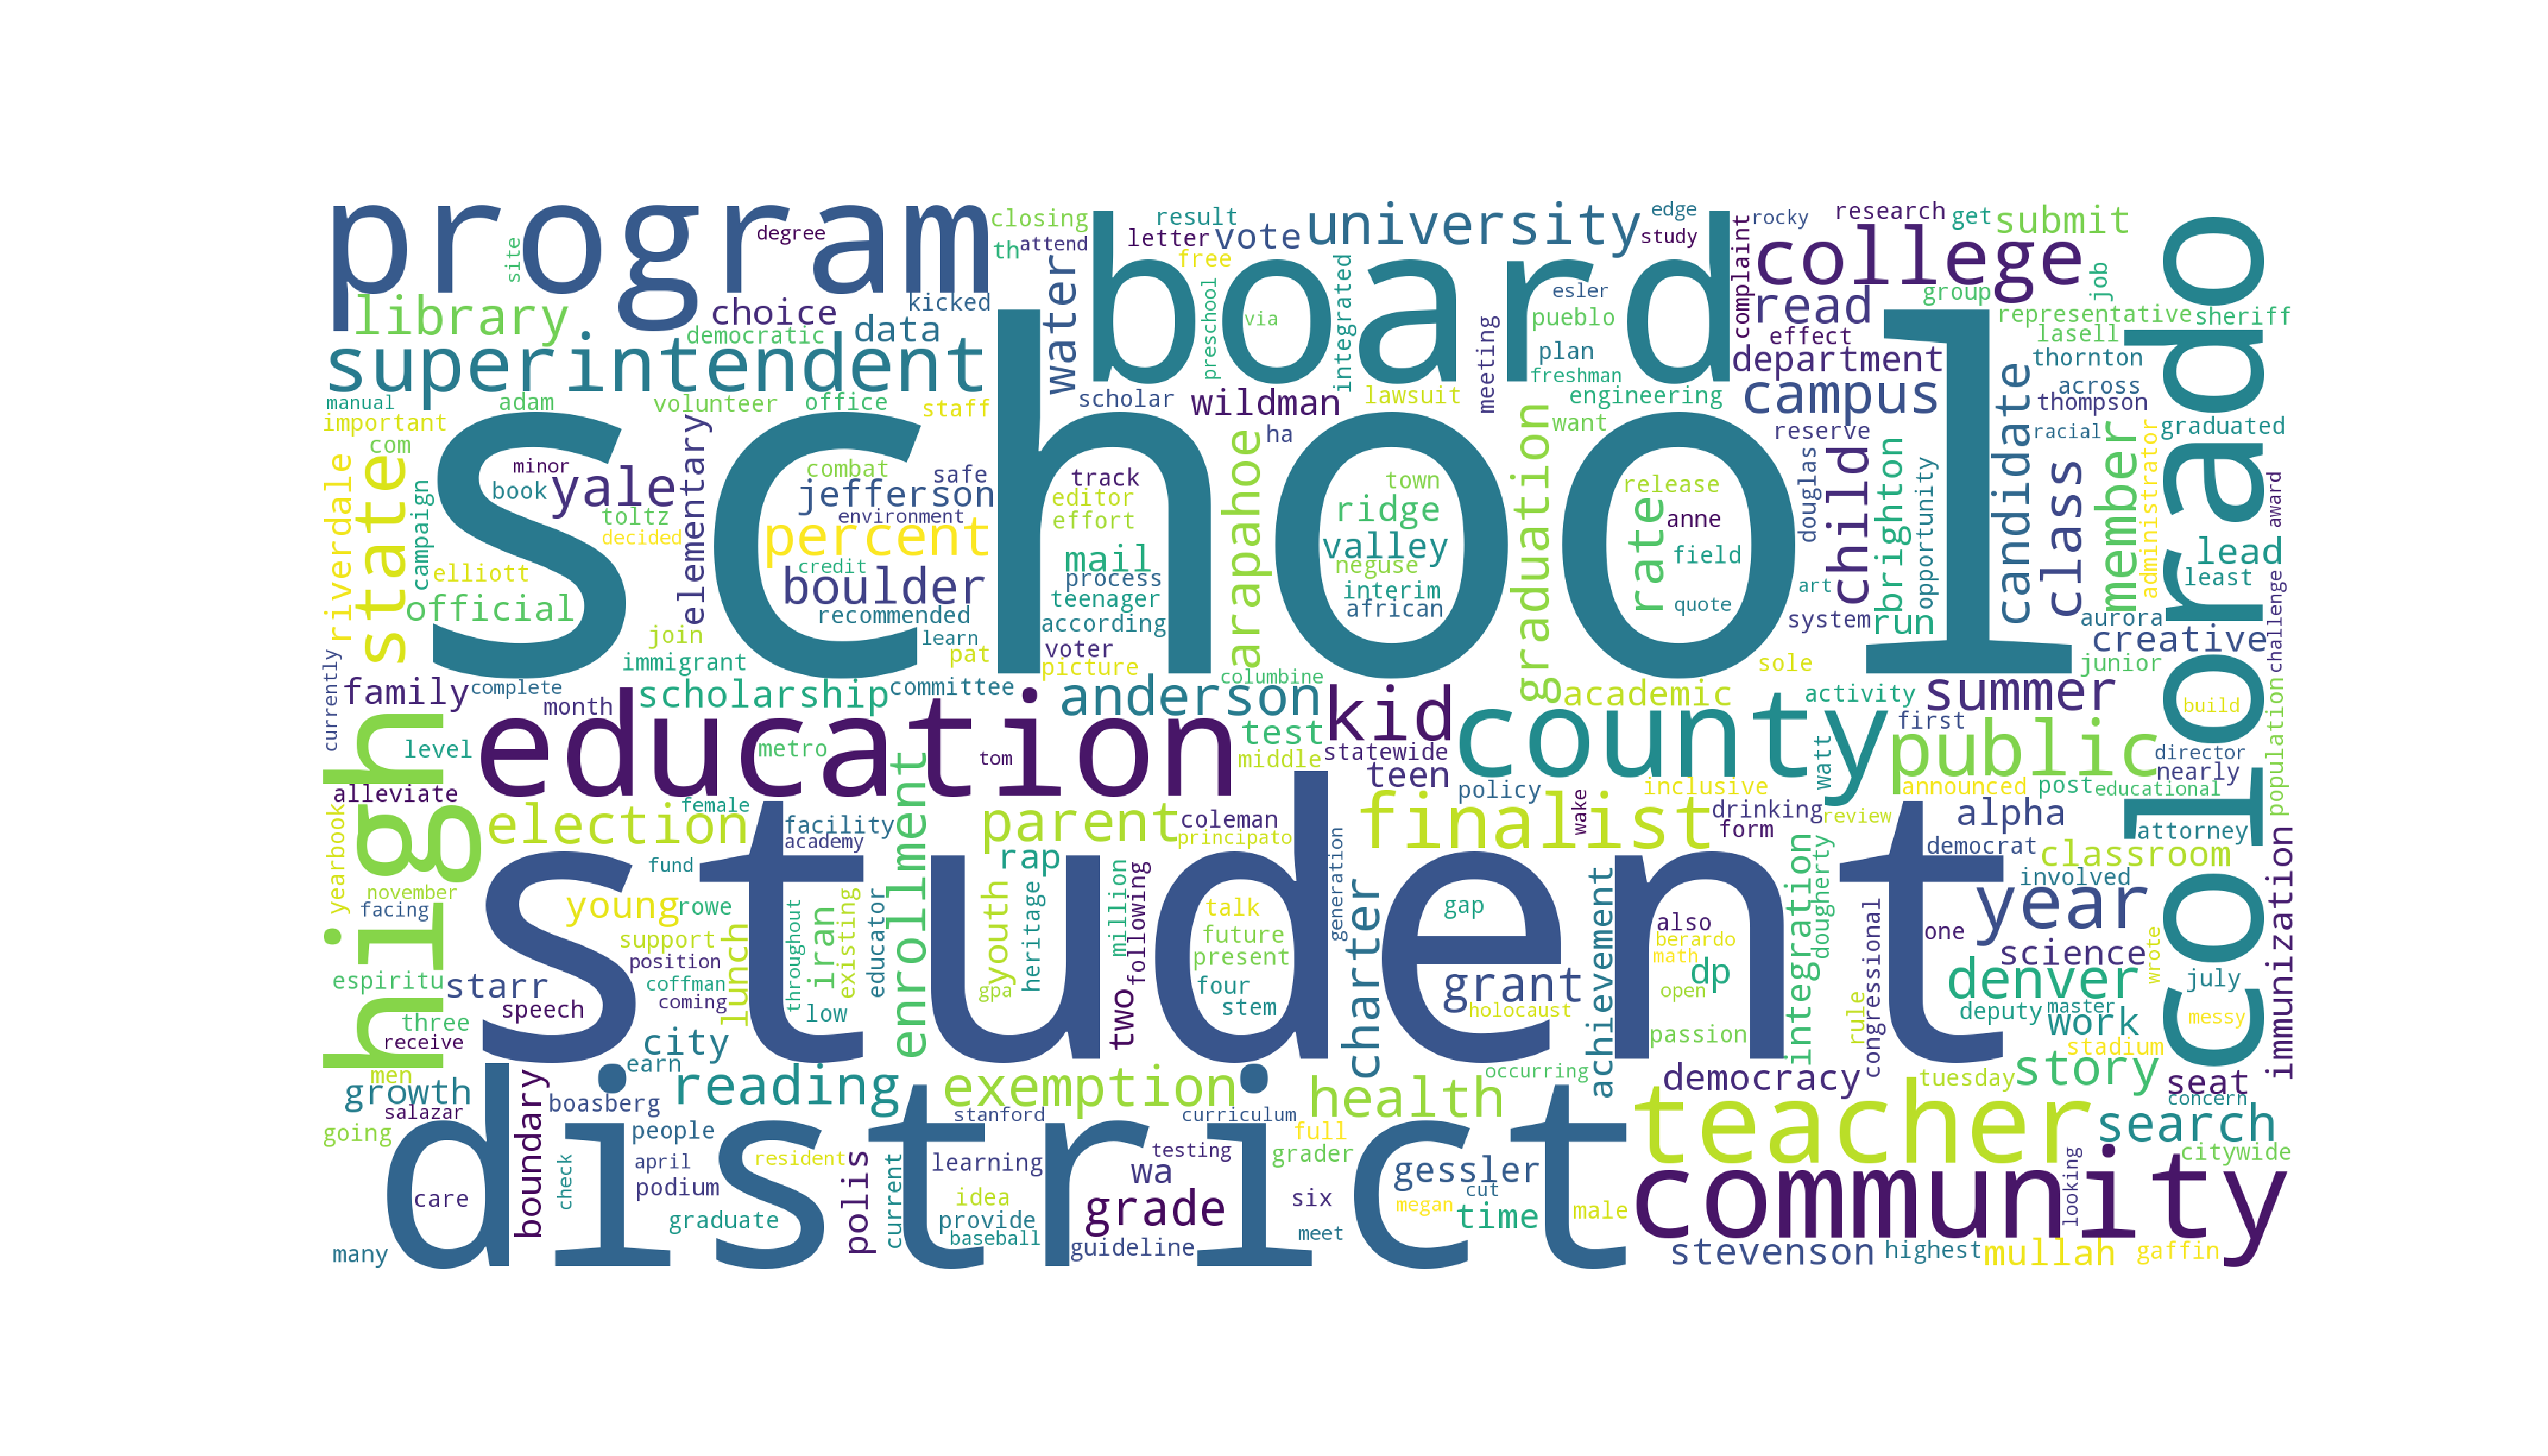 program
degree
site
closing
th
attend
result
letter
vote
free
university
edge
study
complaint
rocky
research
get
submit
college
board
colorado
library
choice
kicked
democratic
data
water
preschool
via
integrated
meeting
esler
pueblo
plan
freshman
engineering
read
effect
group
job
representative
sheriff
lasell
department
thornton
superintendent
manual
adam
volunteer
office
staff
scholar
wildman
lawsuit
want
campus
across
thompson
important
com
riverdale
state
school
minor
book
yale
toltz
decided
elementary
combat
safe
jefferson
environment
percent
credit
boulder
recommended
learn
track
editor
effort
mail
process
teenager
according
voter
picture
ha
arapahoe
columbine
town
ridge
valley
neguse
interim
african
graduation
release
rate
anne
field
quote
reserve
douglas
child
art
system
brighton
run
opportunity
candidate
class
racial
member
administrator
graduated
award
lead
least
aurora
creative
challenge
campaign
elliott
official
join
immigrant
pat
sole
junior
currently
family
complete
month
scholarship
committee
anderson
kid
academic
activity
summer
build
high
level
education
metro
tom
test
middle
statewide
teen
county
policy
first
watt
public
director
nearly
population
alleviate
yearbook
election
female
facility
academy
enrollment
parent
coleman
principato
finalist
inclusive
wake
drinking
form
review
announced
post
educational
alpha
democrat
attorney
classroom
student
fund
november
facing
young
rowe
support
position
coffman
coming
lunch
throughout
iran
existing
low
educator
rap
youth
gpa
heritage
million
two
following
talk
future
present
four
stem
generation
charter
gap
grant
holocaust
achievement
also
berardo
math
dp
open
passion
integration
dougherty
rule
congressional
one
involved
year
science
denver
deputy
master
work
wrote
july
messy
immunization
stadium
espiritu
starr
speech
three
receive
men
city
earn
growth
salazar
going
boundary
boasberg
reading
exemption
stanford
curriculum
health
occurring
democracy
tuesday
story
seat
concern
district
people
april
podium
resident
care
check
graduate
many
polis
current
learning
idea
provide
baseball
testing
wa
grade
guideline
full
grader
six
meet
gessler
megan
cut
time
male
teacher
search
citywide
looking
community
stevenson
highest
mullah
gaffin